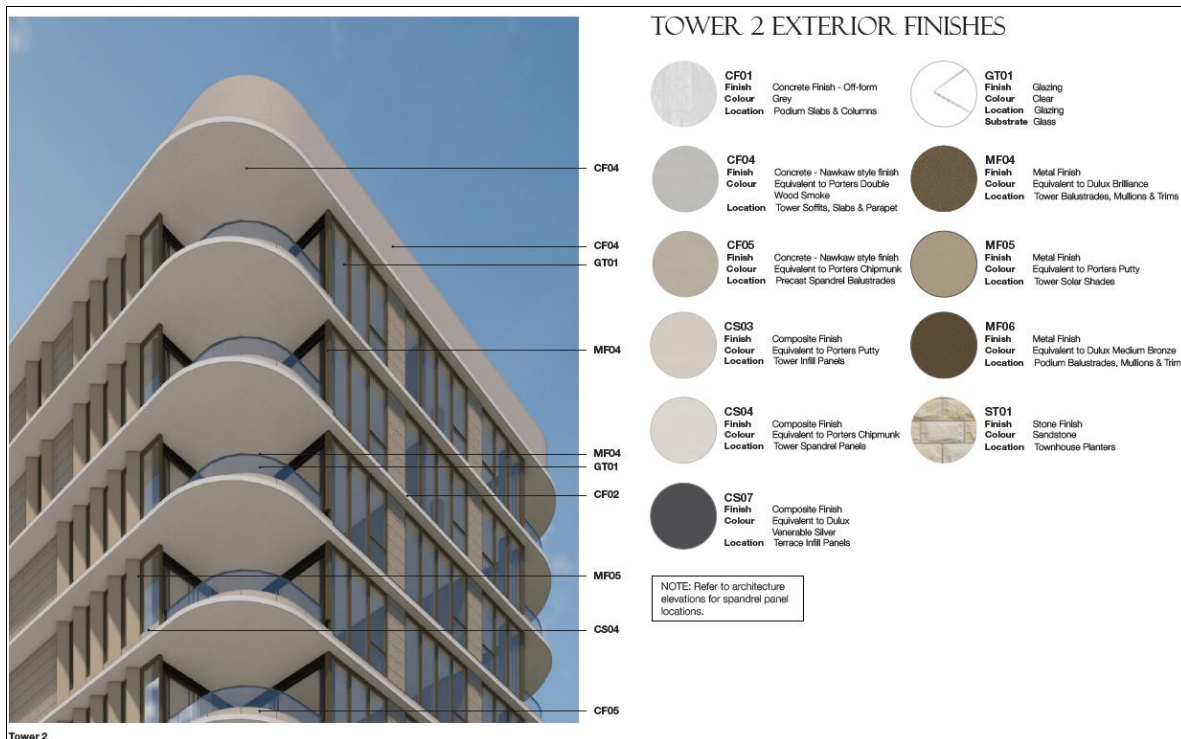 TOWER 2 EXTERIOR FINISHES
CF04
CF04
GT01
MF04
MF04
GT01
CF02
MF05
CS04
CF05
Tower 2
CF01
Finish Concrete Finish - Off-form
Colour Grey
Location Podium Slabs & Columns
CF04
Finish Concrete - Nawkaw style finish
Colour Equivalent to Porters Double
Wood Smoke
Location Tower Soffits, Slabs & Parapet
CF05
Finish Concrete - Nawkaw style finish
Colour Equivalent to Porters Chipmunk
Location Precast Spandrel Balustrades
CS03
Finish Composite Finish
Colour Equivalent to Porters Putty
Location Tower Infill Panels
CS04
Finish Composite Finish
Colour Equivalent to Porters Chipmunk
Location Tower Spandrel Panels
CS07
Finish Composite Finish
Colour Equivalent to Dulux
Venerable Silver
Location Terrace Infill Panels
GT01
Finish Glazing
Colour Clear
Location Glazing
Substrate Glass
MF04
Finish Metal Finish
Colour Equivalent to Dulux Brilliance
Location Tower Balustrades, Mullions & Trims
MF05
Finish Metal Finish
Colour Equivalent to Porters Putty
Location Tower Solar Shades
MF06
Finish Metal Finish
Colour Equivalent to Dulux Medium Bronze
Location Podium Balustrades, Mullions & Trim
ST01
Finish Stone Finish
Colour Sandstone
Location Townhouse Planters
NOTE: Refer to architecture
elevations for spandrel panel
locations.